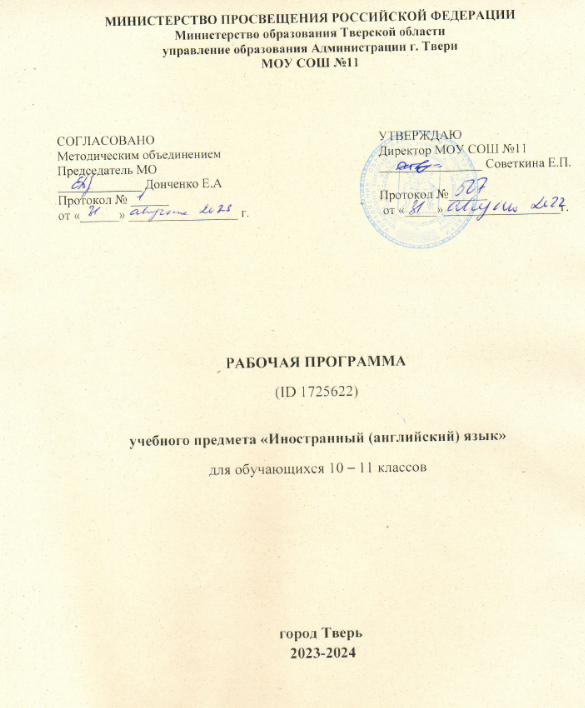 МИНИСТЕРСТВО ПРОСВЕЩЕНИЯ РОССИЙСКОЙ ФЕДЕРАЦИИ
Министерство образования Тверской области
управление образования Администрации г. Твери
МОУ СОШ №11
СОГЛАСОВАНО
Методическим объединением
Председатель МО
Донченко Е.А
Протокол № 1
от « 31 » августа 2023 г.
УТВЕРЖДАЮ
Директор МОУ СОШ №11
Советкина Е.П.
Протокол № 507
от « 31 » августа г.
РАБОЧАЯ ПРОГРАММА
(ID 1725622)
учебного предмета «Иностранный (английский) язык»
для обучающихся 10 – 11 классов
город Тверь
2023-2024